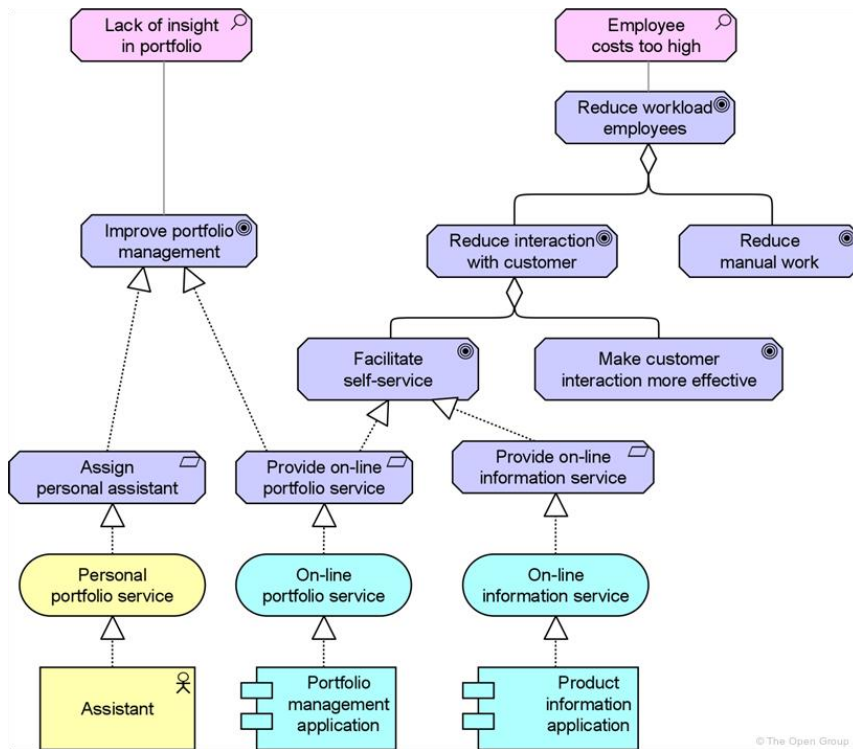 Lack of insight
in portfolio
Employee
costs too high
Reduce workload
employees
Improve portfolio
management
Reduce interaction
with customer
Reduce
manual work
Facilitate
self-service
Make customer
interaction more effective
Assign
personal assistant
Provide on-line
portfolio service
Provide on-line
information service
Personal
portfolio service
On-line
portfolio service
On-line
information service
Assistant
Portfolio
management
application
Product
information
application
© The Open Group